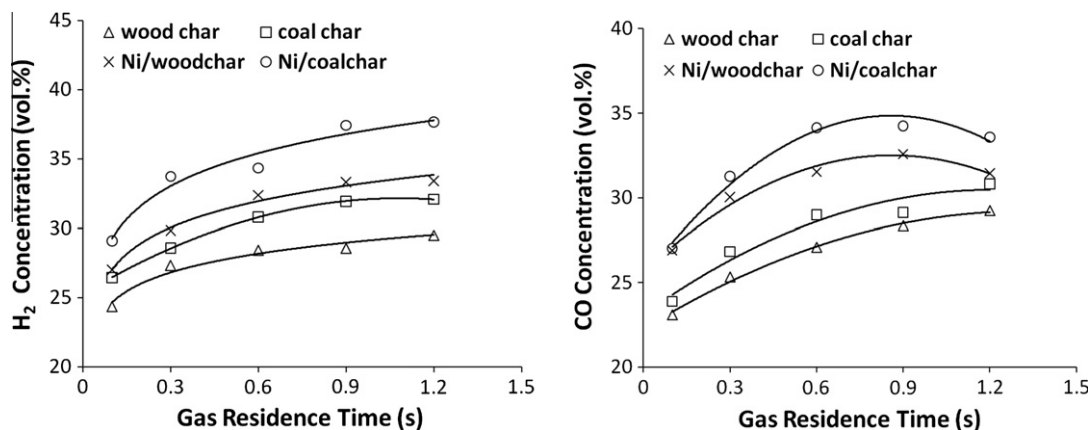 H2 Concentration (vol.%)
45
40
35
30
25
20
wood char
coal char
Ni/woodchar
Ni/coalchar
0
0.3
0.6
0.9
1.2
1.5
Gas Residence Time (s)
CO Concentration (vol.%)
40
35
30
25
20
wood char
coal char
Ni/woodchar
Ni/coalchar
0
0.3
0.6
0.9
1.2
1.5
Gas Residence Time (s)